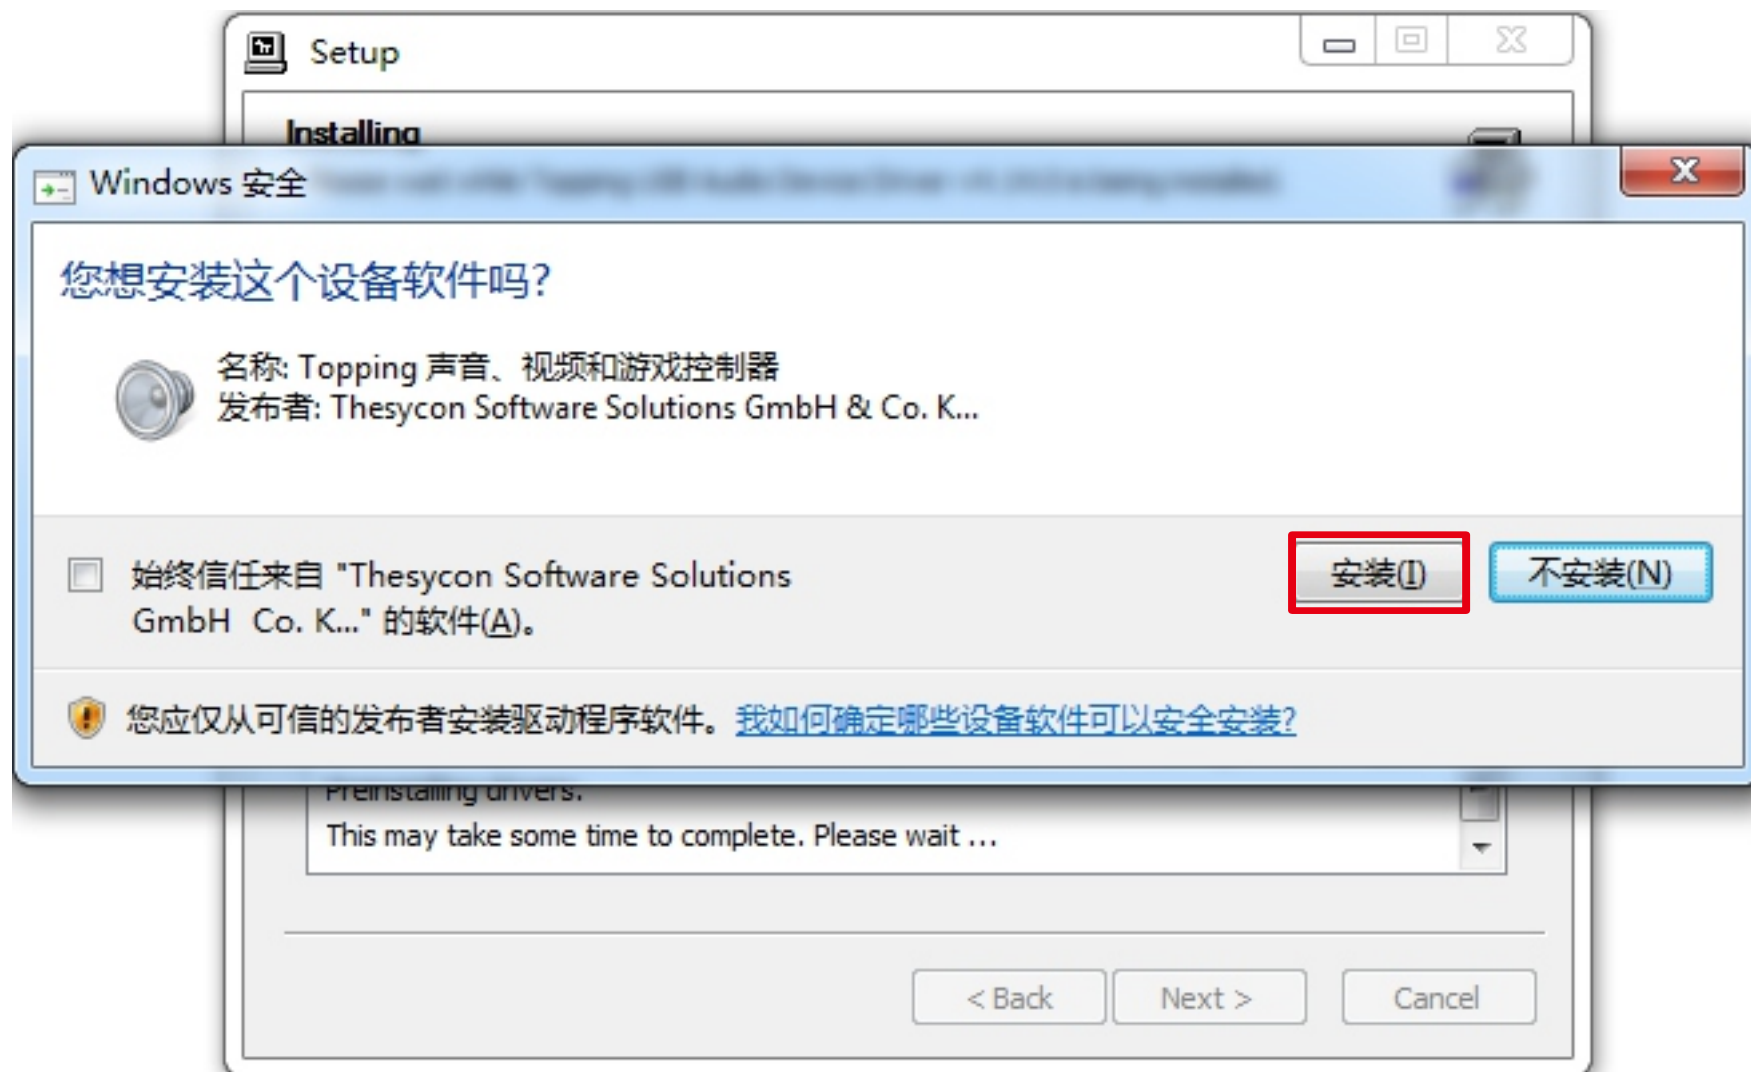 Setup
Installing
Windows 安全
您想安装这个设备软件吗?
名称: Topping 声音、视频和游戏控制器
发布者: Thesycon Software Solutions GmbH & Co. K...
始终信任来自 "Thesycon Software Solutions
GmbH  Co. K..." 的软件(A)。
安装(I)
不安装(N)
您应仅从可信的发布者安装驱动程序软件。我如何确定哪些设备软件可以安全安装?
Preinstalling drivers.
This may take some time to complete. Please wait ...
< Back
Next >
Cancel